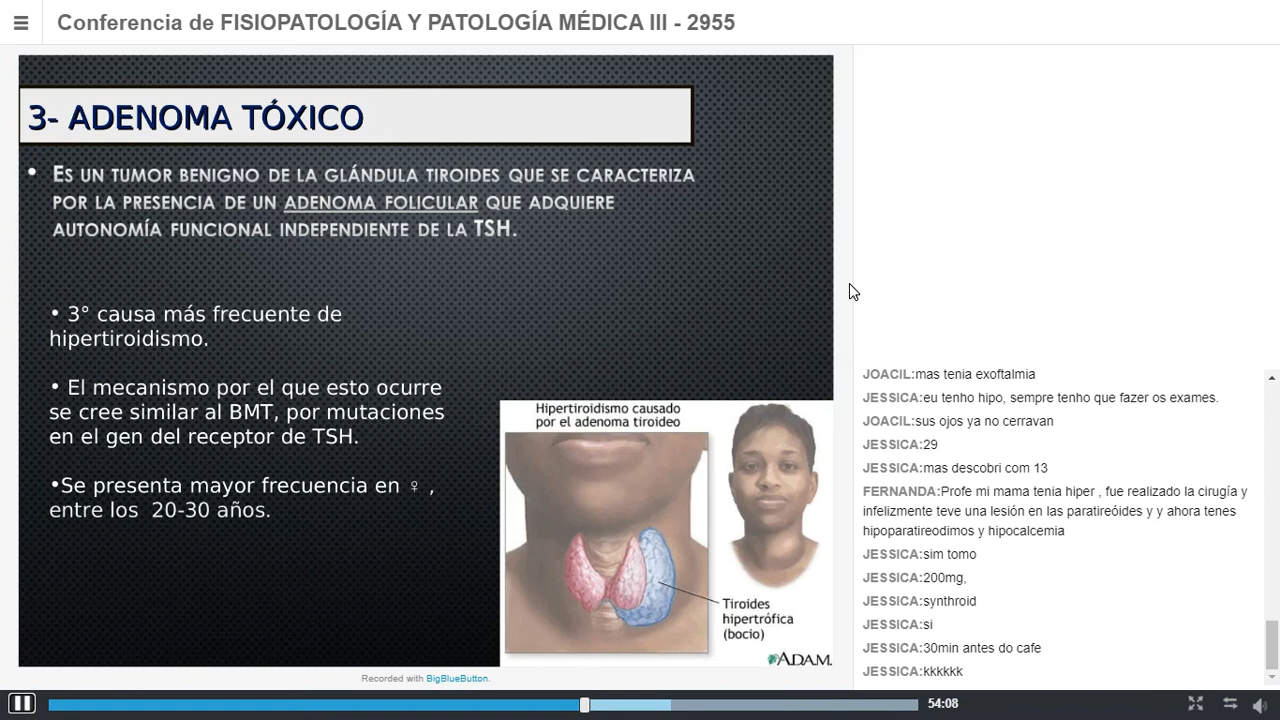 Conferencia de FISIOPATOLOGÍA Y PATOLOGÍA MÉDICA III - 2955
3- ADENOMA TÓXICO
• ES UN TUMOR BENIGNO DE LA GLÁNDULA TIROIDES QUE SE CARACTERIZA
POR LA PRESENCIA DE UN ADENOMA FOLICULAR QUE ADQUIERE
AUTONOMÍA FUNCIONAL INDEPENDIENTE DE LA TSH.
• 3° causa más frecuente de
hipertiroidismo.
• El mecanismo por el que esto ocurre
se cree similar al BMT, por mutaciones
en el gen del receptor de TSH.
•Se presenta mayor frecuencia en ♀ ,
entre los 20-30 años.
Hipertiroidismo causado
por el adenoma tiroideo
Tiroides
hipertrófica
(bocio)
ADAM.
Recorded with BigBlueButton.
JOACIL:mas tenia exoftalmia
JESSICA:eu tenho hipo, sempre tenho que fazer os exames.
JOACIL:sus ojos ya no cerravan
JESSICA:29
JESSICA:mas descobri com 13
FERNANDA:Profe mi mama tenia hiper , fue realizado la cirugía y
infelizmente teve una lesión en las paratireóides y y ahora tenes
hipoparatireodimos y hipocalcemia
JESSICA:sim tomo
JESSICA:200mg,
JESSICA:synthroid
JESSICA:si
JESSICA:30min antes do cafe
JESSICA:kkkkkk
54:08